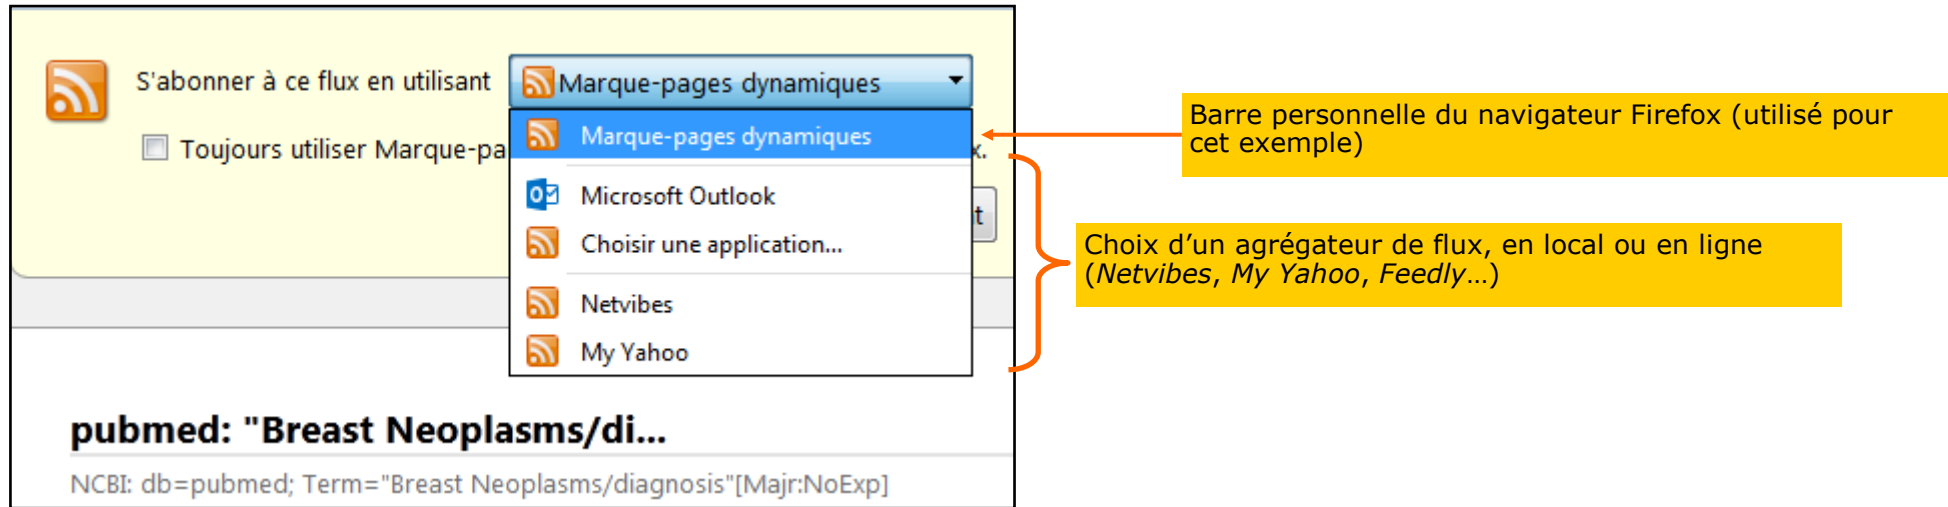 S'abonner à ce flux en utilisant Marque-pages dynamiques
Marque-pages dynamiques
Toujours utiliser Marque-pa x.
Microsoft Outlook
t
Choisir une application...
Netvibes
My Yahoo
pubmed: "Breast Neoplasms/di...
NCBI: db=pubmed; Term="Breast Neoplasms/diagnosis"[Majr:NoExp]
Barre personnelle du navigateur Firefox (utilisé pour
cet exemple)
Choix d’un agrégateur de flux, en local ou en ligne
(Netvibes, My Yahoo, Feedly…)